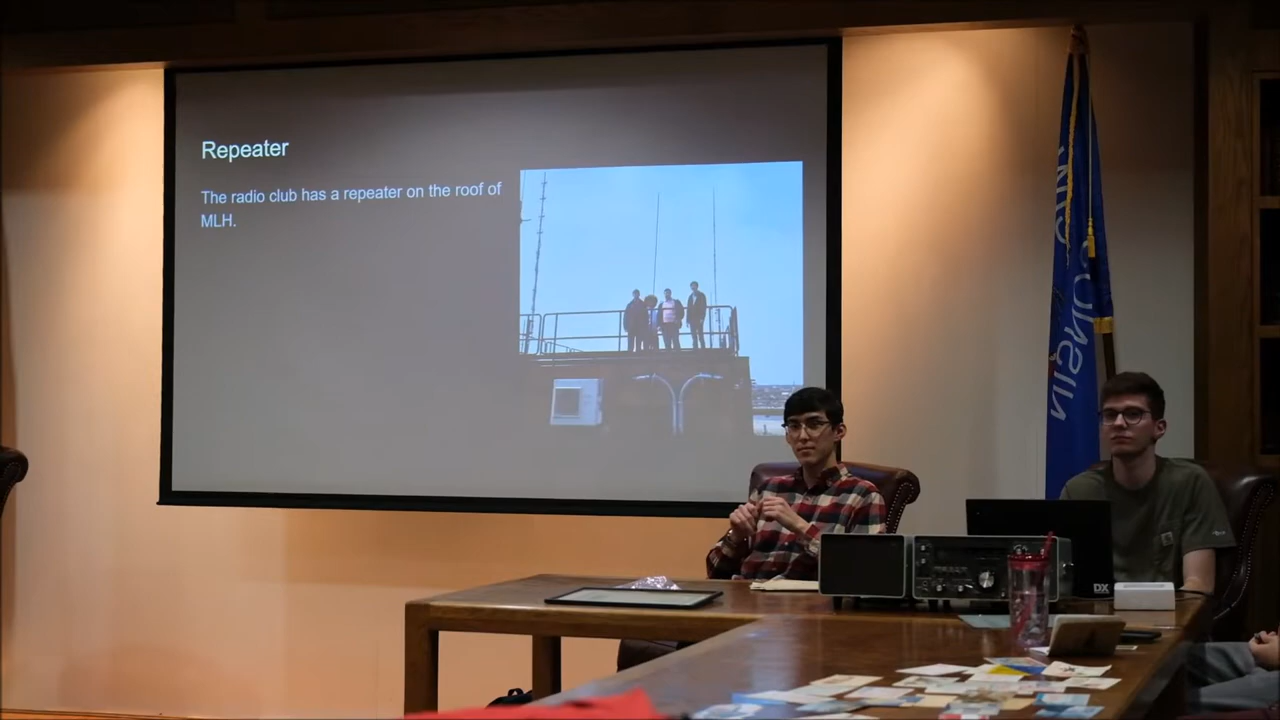 Repeater
The radio club has a repeater on the roof of
MLH.
DX